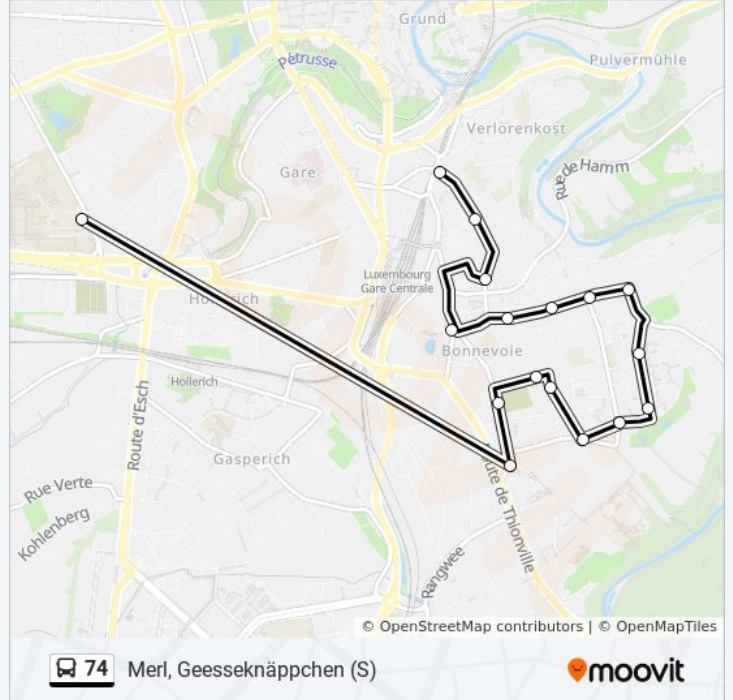 Grund
Pétrusse
Pulvermühle
Verlorenkost
Rue de Hamm
Gare
Luxembourg
Gare Centrale
Hollerich
Bonnevoie
Hollerich
Route d'Esch
Gasperich
Route de Thionville
Rue Verte
Kohlenberg
Rangwee
© OpenStreetMap contributors | © OpenMapTiles
74 Merl, Geesseknäppchen (S)
moovit